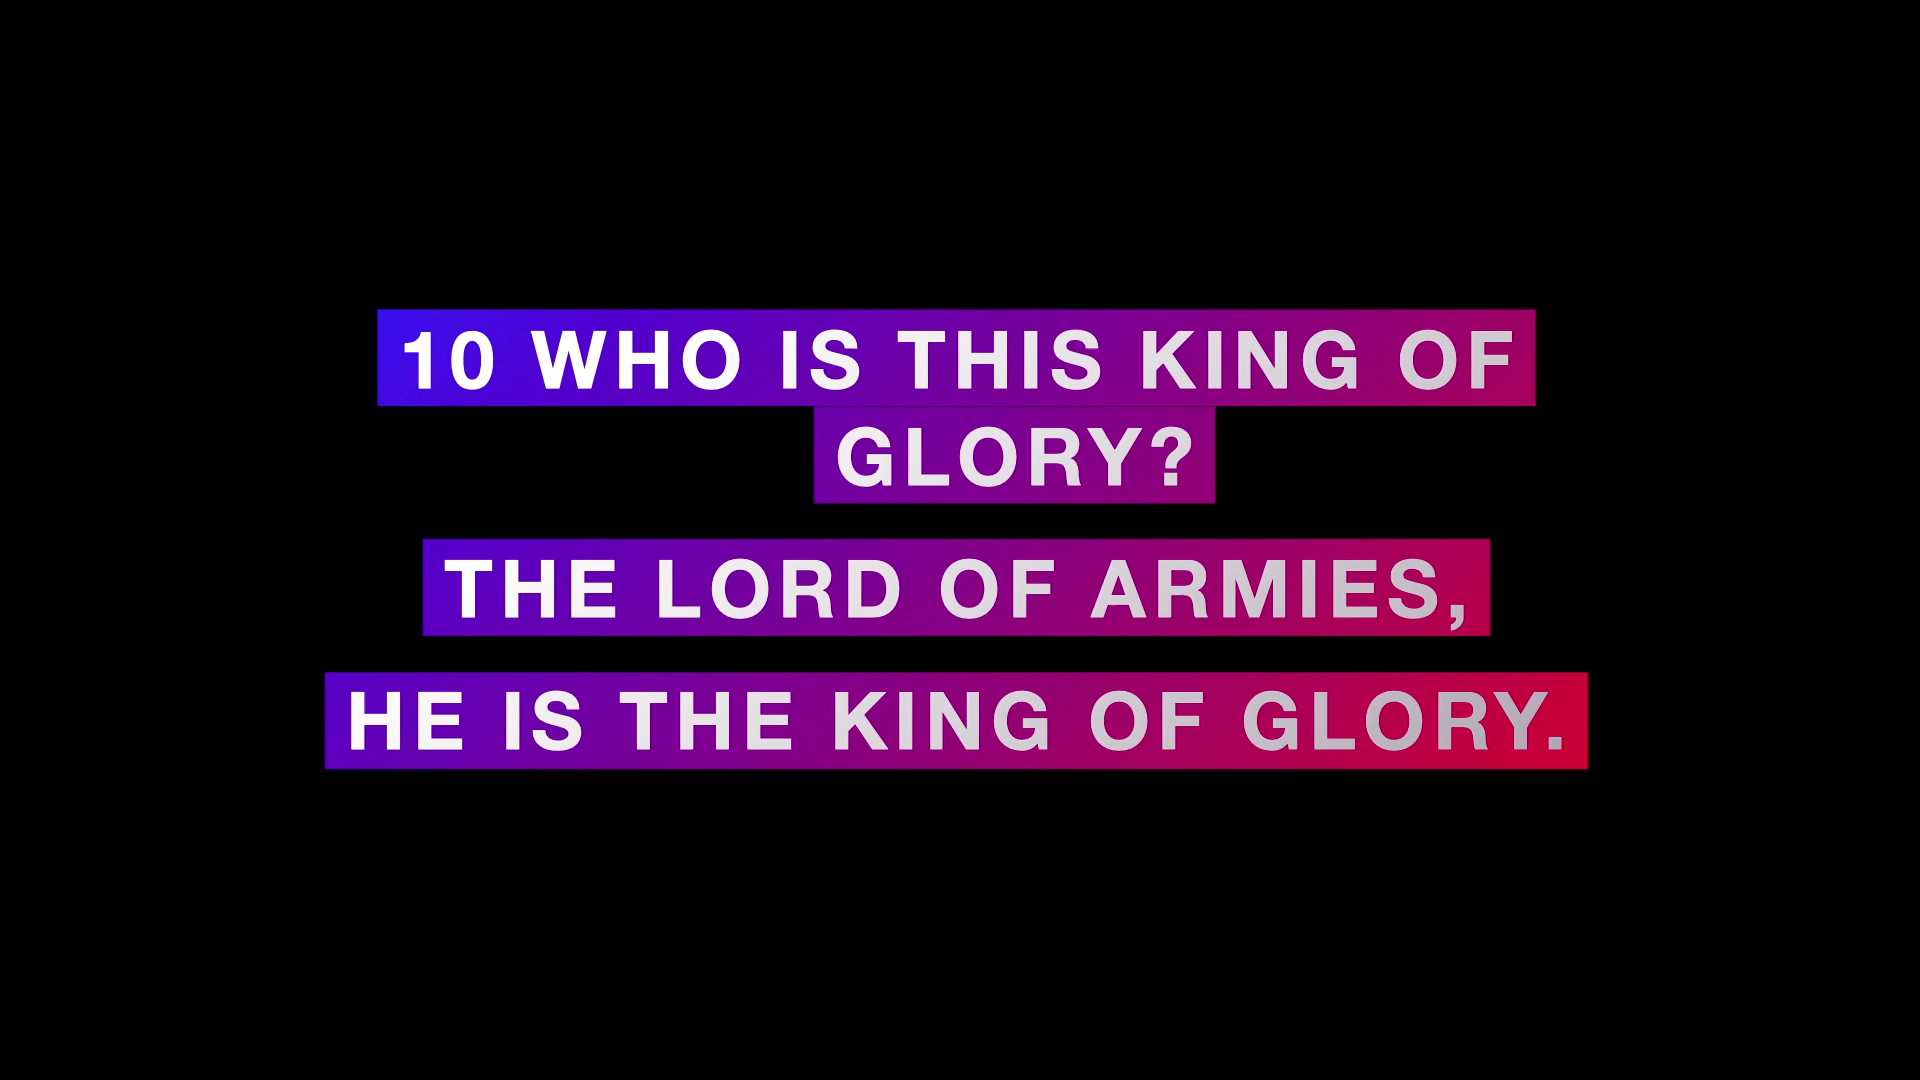 10 WHO IS THIS KING OF
GLORY?
THE LORD OF ARMIES,
HE IS THE KING OF GLORY.